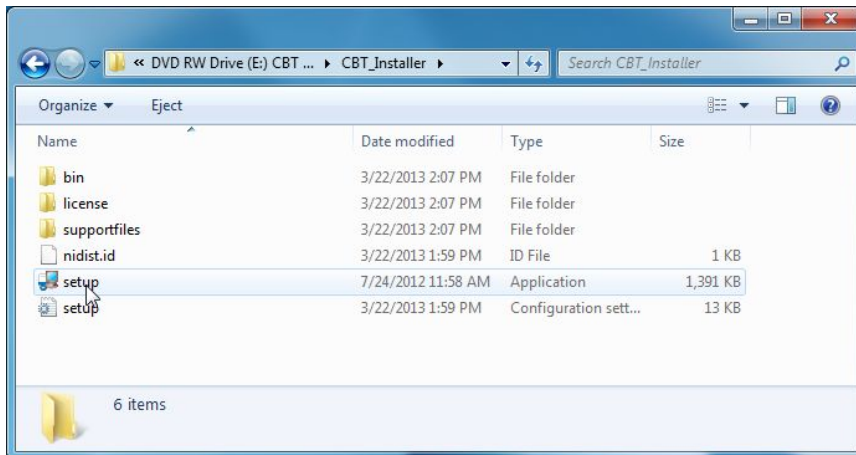 « DVD RW Drive (E:) CBT ... ▸ CBT_Installer ▸ Search CBT_Installer
Organize ▾ Eject
Name Date modified Type Size
bin 3/22/2013 2:07 PM File folder
license 3/22/2013 2:07 PM File folder
supportfiles 3/22/2013 2:07 PM File folder
nidist.id 3/22/2013 1:59 PM ID File 1 KB
setup 7/24/2012 11:58 AM Application 1,391 KB
setup 3/22/2013 1:59 PM Configuration sett... 13 KB
6 items